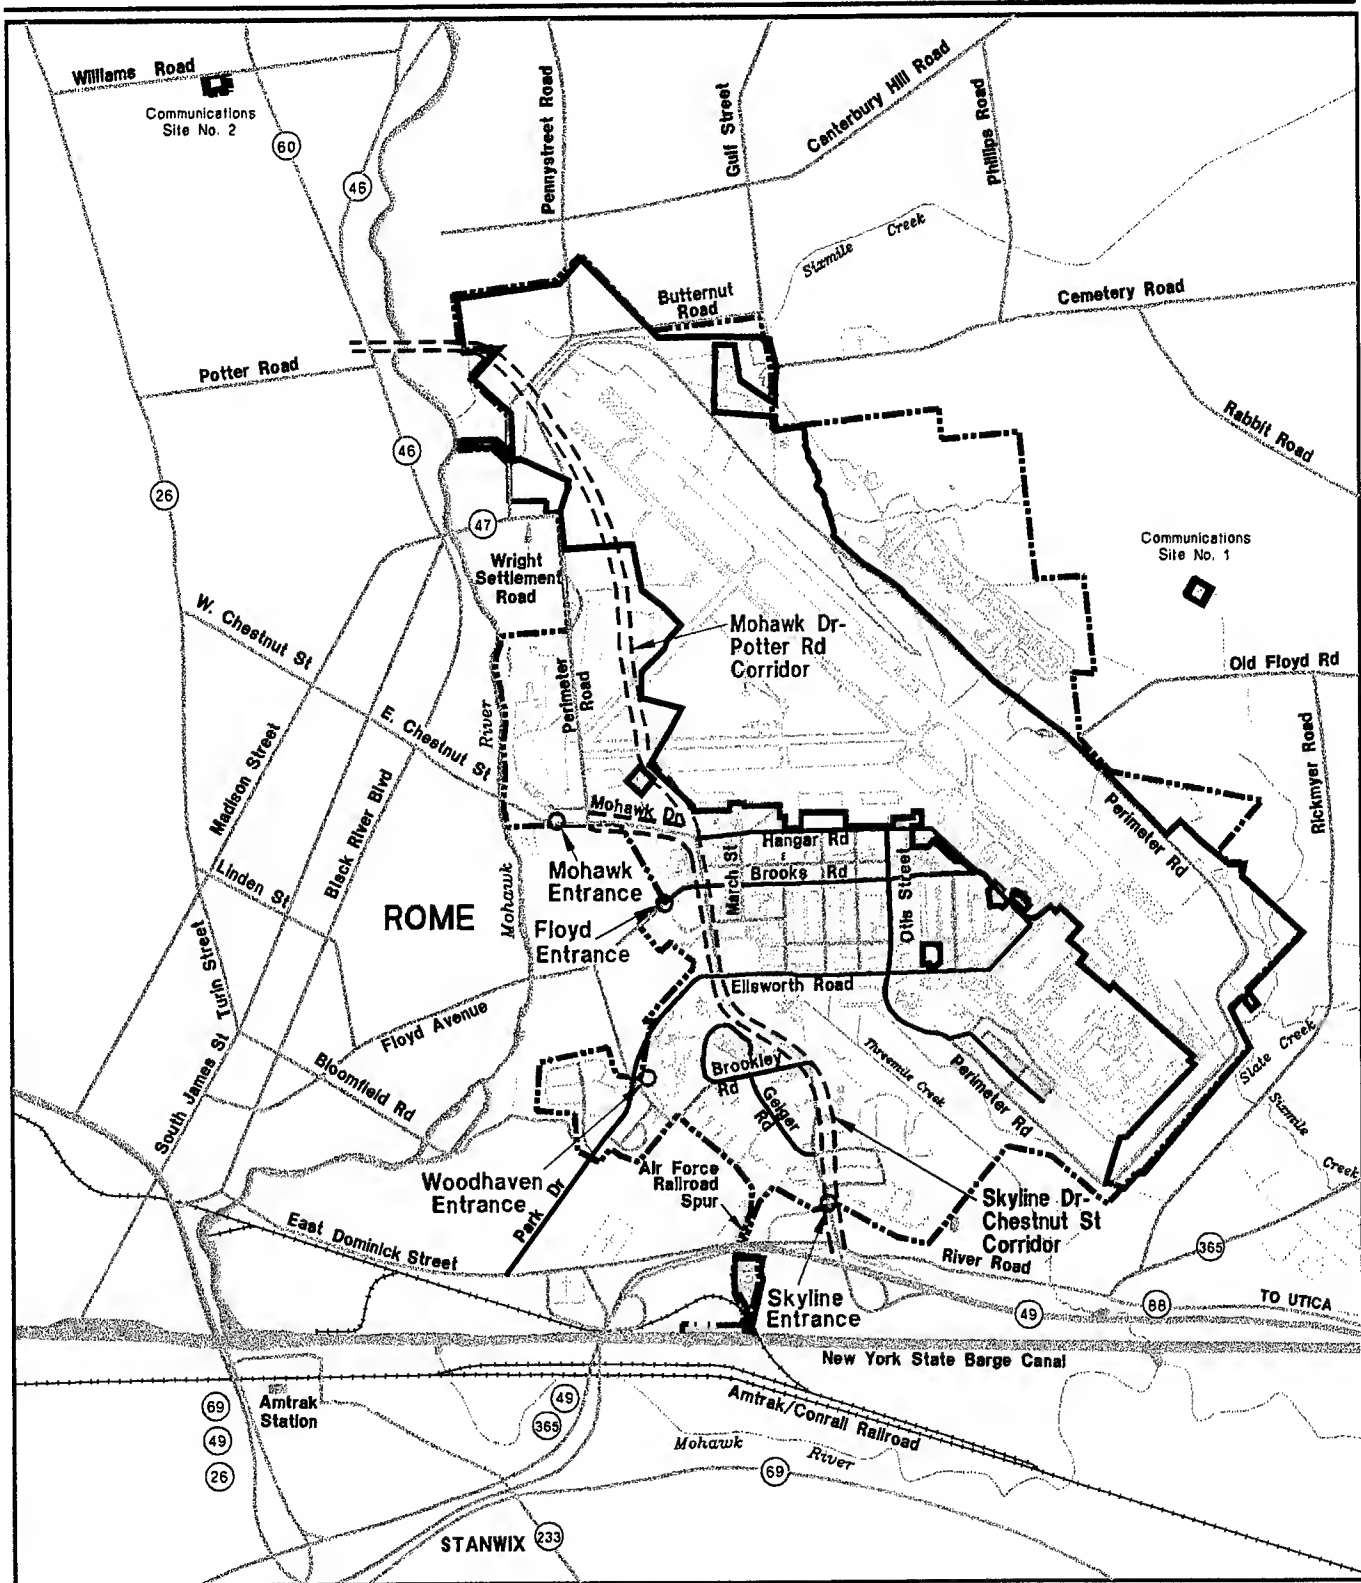 Williams Road
Communications
Site No. 2
60
46
Pennystreet Road
Gulf Street
Canterbury Hill Road
Phillips Road
Sixmile Creek
Butternut
Road
Cemetery Road
Potter Road
Rabbit Road
46
26
47
Wright
Settlement
Road
Communications
Site No. 1
W. Chestnut St
Mohawk Dr-
Potter Rd
Corridor
Old Floyd Rd
E. Chestnut St
River
Perimeter
Road
Madison Street
Black River Blvd
Rickmyer Road
Mohawk Dr
Perimeter Rd
Hangar Rd
March St
Brooks Rd
Otis Street
Mohawk
Entrance
Linden St
ROME
Mohawk
Floyd
Entrance
Turin Street
Ellsworth Road
Floyd Avenue
Bloomfield Rd
South James St
Brookley
Rd
Geiger
Rd
Threemile Creek
Perimeter Rd
Slate Creek
Sixmile
Creek
Air Force
Railroad
Spur
Woodhaven
Entrance
Park Dr
Skyline Dr-
Chestnut St
Corridor
East Dominick Street
River Road
365
Skyline
Entrance
49
88
TO UTICA
New York State Barge Canal
Amtrak
Station
69
49
26
49
365
Amtrak/Conrail Railroad
Mohawk River
69
STANWIX
233